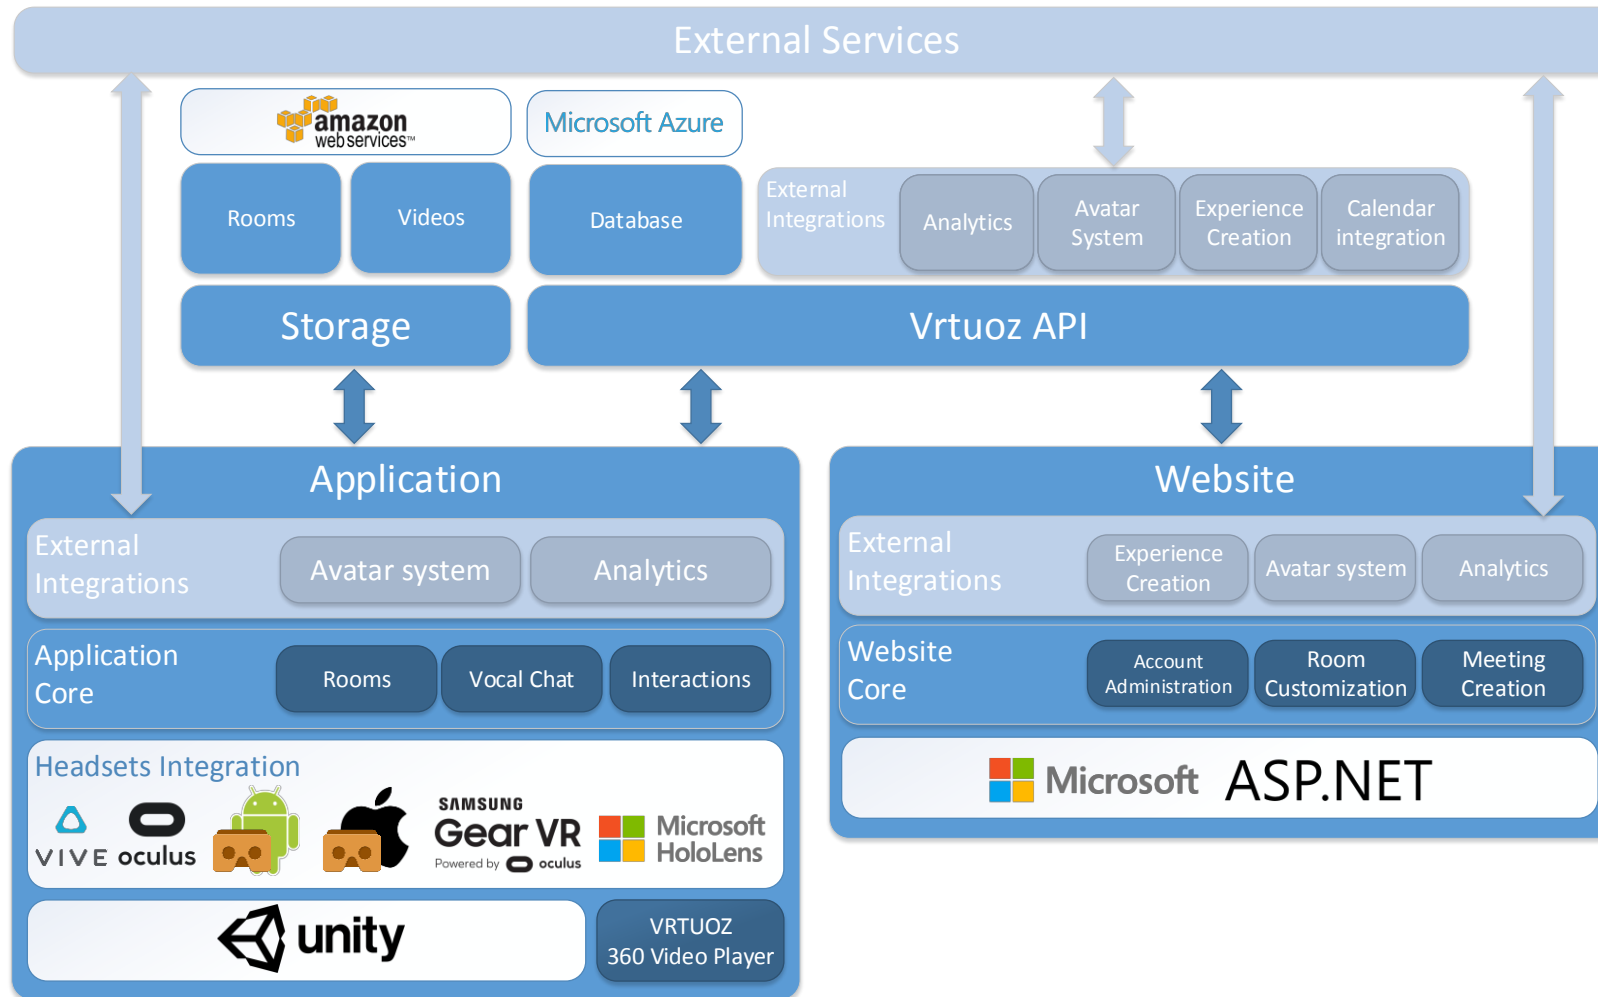 External Services
amazon
webservices™
Microsoft Azure
Rooms
Videos
Database
External
Integrations
Analytics
Avatar
System
Experience
Creation
Calendar
integration
Storage
Vrtuoz API
Application
External
Integrations
Avatar system
Analytics
Application
Core
Rooms
Vocal Chat
Interactions
Headsets Integration
VIVE
oculus
SAMSUNG
Gear VR
Powered by oculus
Microsoft
HoloLens
unity
VRTUOZ
360 Video Player
Website
External
Integrations
Experience
Creation
Avatar system
Analytics
Website
Core
Account
Administration
Room
Customization
Meeting
Creation
Microsoft ASP.NET